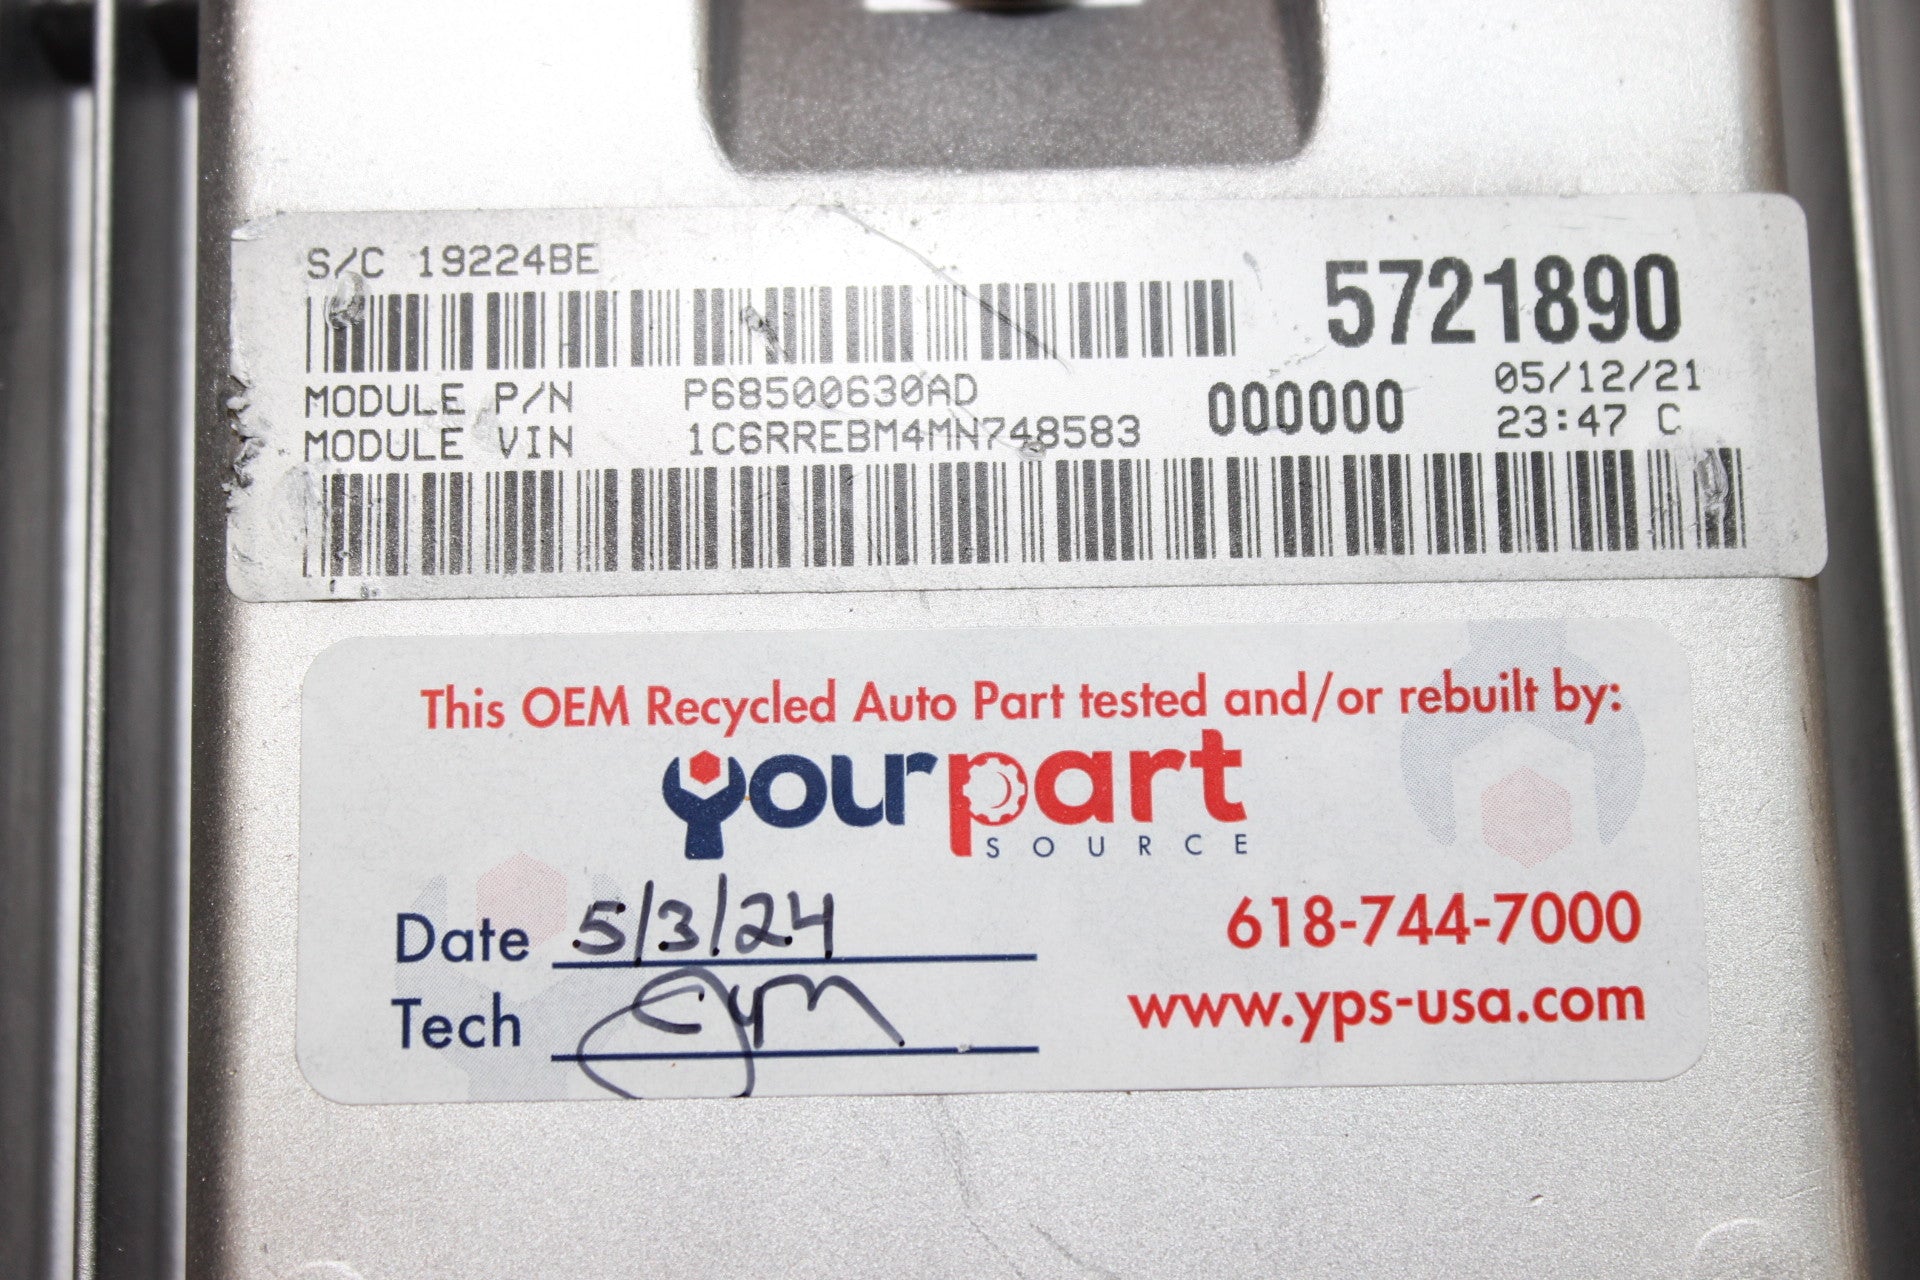 S/C 19224BE
5721890
MODULE P/N P68500630AD
MODULE VIN 1C6RREBM4MN748583
000000
05/12/21
23:47 C
This OEM Recycled Auto Part tested and/or rebuilt by:
yourpart
SOURCE
Date 5/3/24
618-744-7000
Tech
www.yps-usa.com